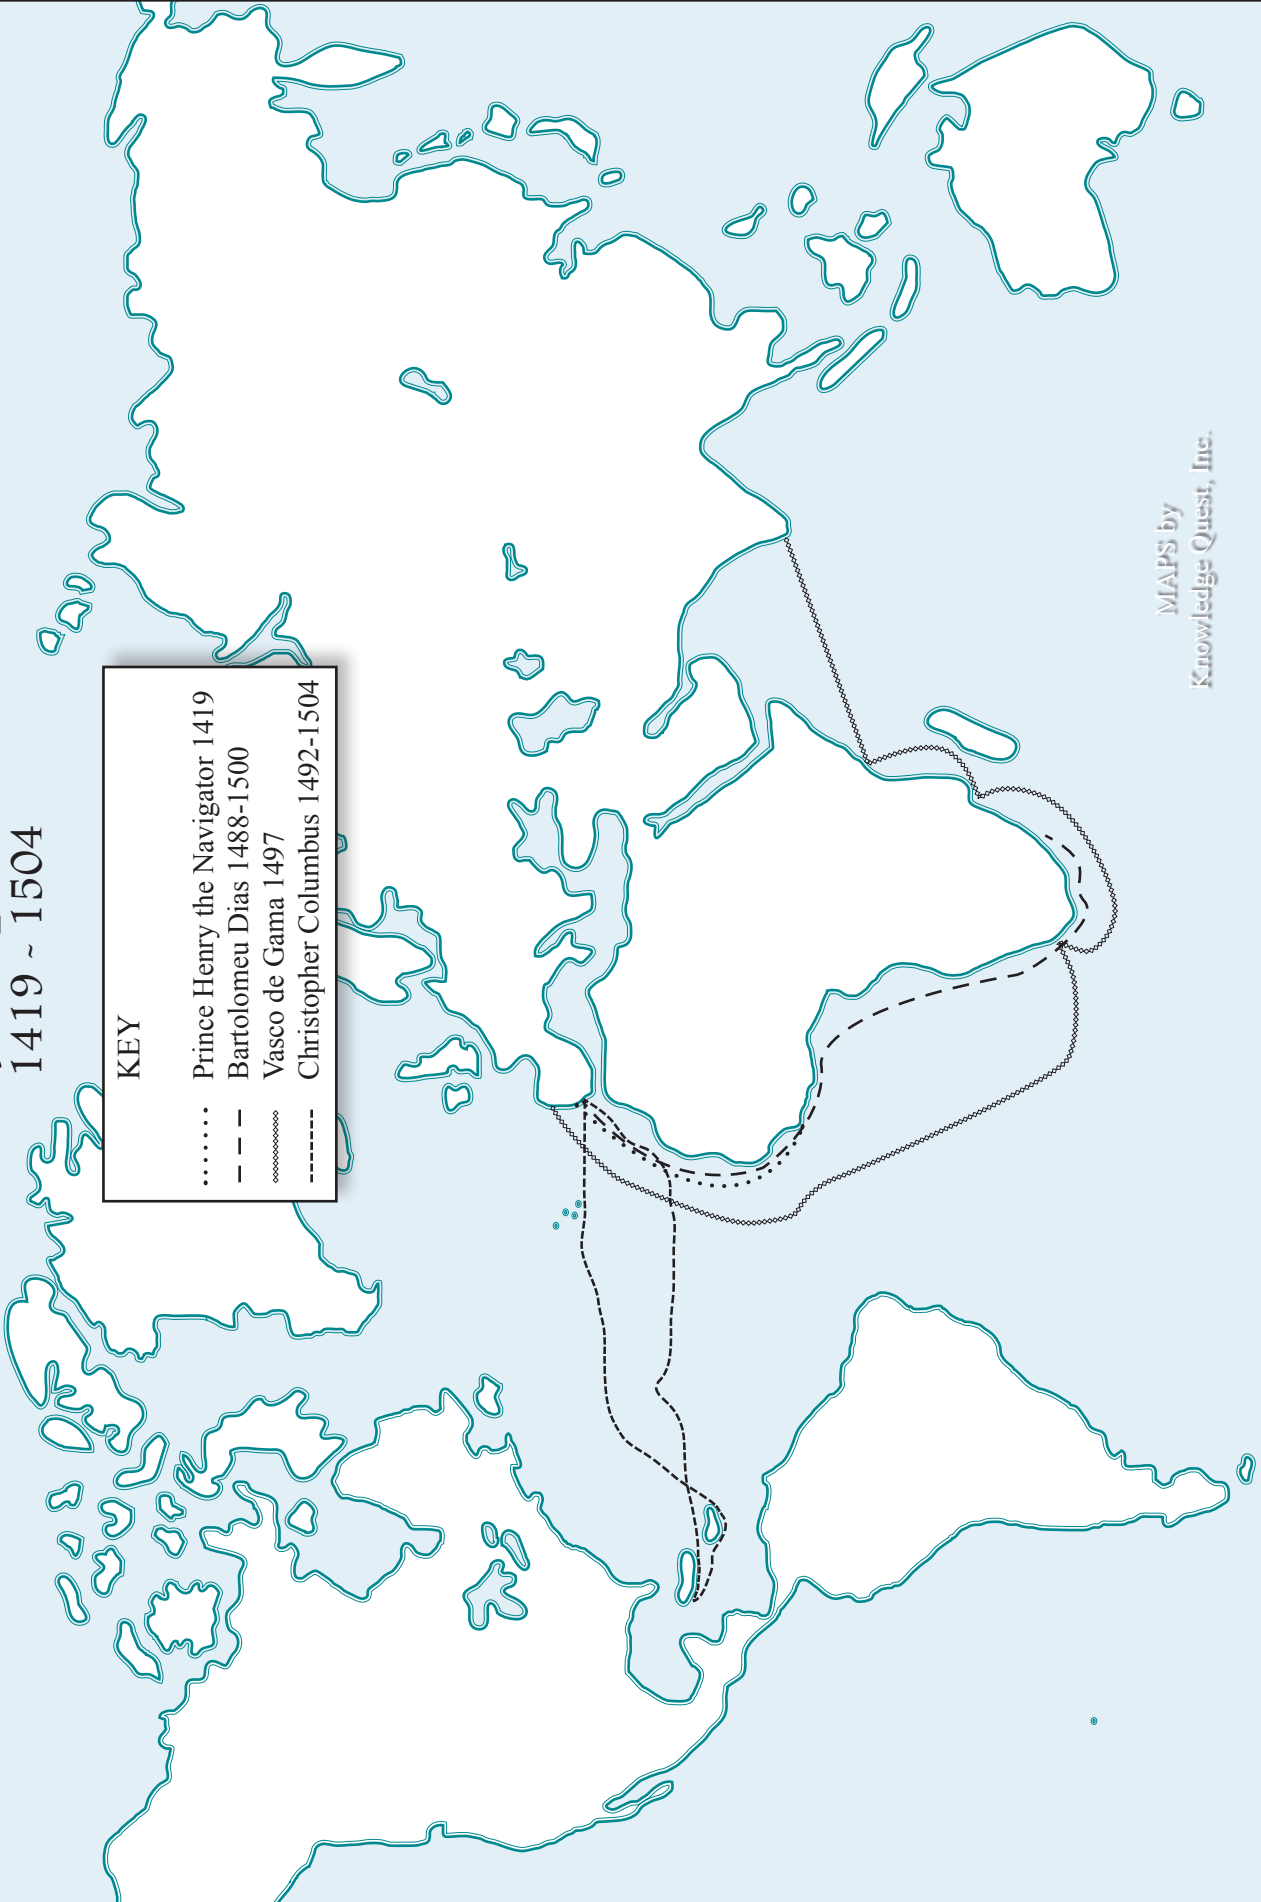 1419 ~ 1504
KEY
Prince Henry the Navigator 1419
Bartolomeu Dias 1488-1500
Vasco de Gama 1497
Christopher Columbus 1492-1504
MAPS by
Knowledge Quest, Inc.